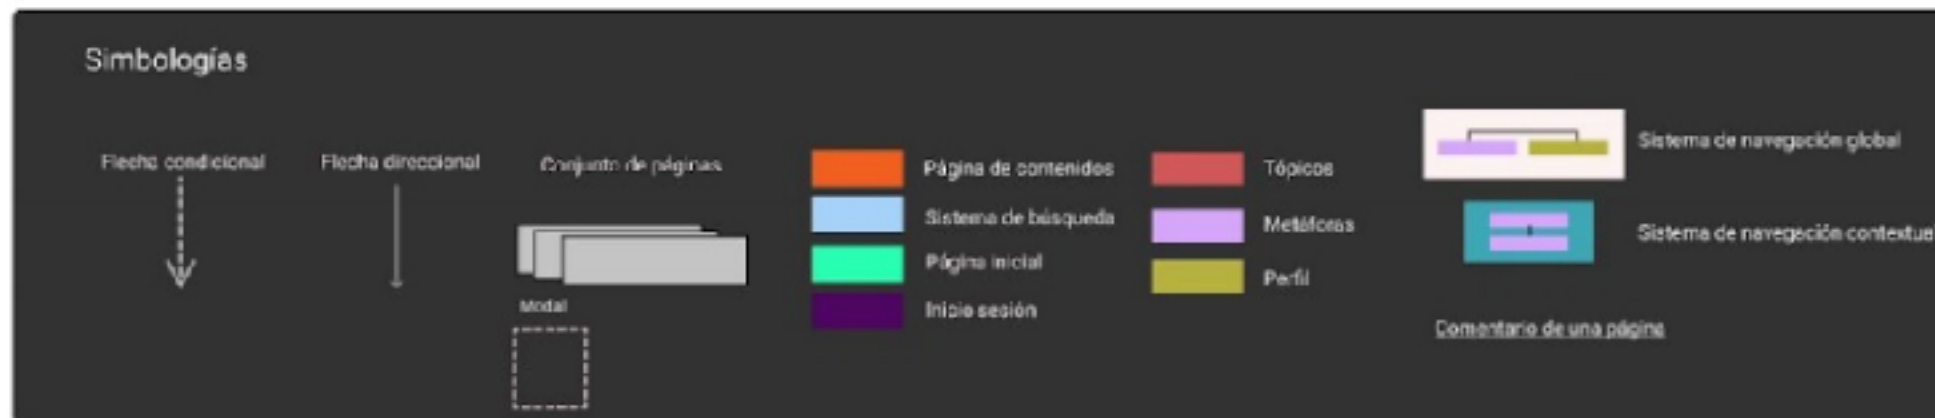 Simbologías
Flecha condicional
Flecha direccional
Conjunto de páginas
Modal
Página de contenidos
Sistema de búsqueda
Página inicial
Inicio sesión
Tópicos
Metáforas
Perfil
Sistema de navegación global
Sistema de navegación contextua
Comentario de una página